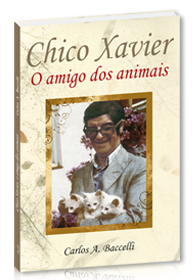 Chico Xavier
O amigo dos animais
Carlos A. Baccelli